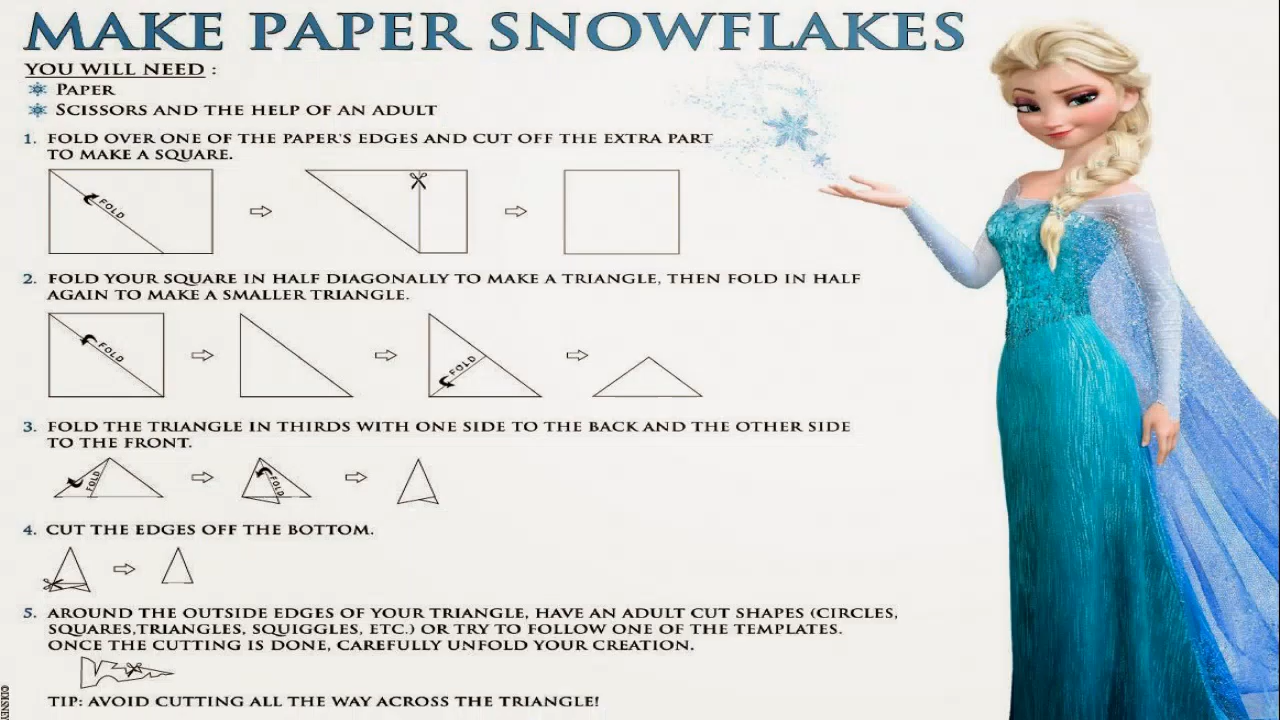 MAKE PAPER SNOWFLAKES
YOU WILL NEED :
PAPER
SCISSORS AND THE HELP OF AN ADULT
1. FOLD OVER ONE OF THE PAPER'S EDGES AND CUT OFF THE EXTRA PART
TO MAKE A SQUARE.
FOLD
2. FOLD YOUR SQUARE IN HALF DIAGONALLY TO MAKE A TRIANGLE, THEN FOLD IN HALF
AGAIN TO MAKE A SMALLER TRIANGLE.
FOLD
FOLD
3. FOLD THE TRIANGLE IN THIRDS WITH ONE SIDE TO THE BACK AND THE OTHER SIDE
TO THE FRONT.
FOLD
FOLD
4. CUT THE EDGES OFF THE BOTTOM.
5. AROUND THE OUTSIDE EDGES OF YOUR TRIANGLE, HAVE AN ADULT CUT SHAPES (CIRCLES,
SQUARES,TRIANGLES, SQUIGGLES, ETC.) OR TRY TO FOLLOW ONE OF THE TEMPLATES.
ONCE THE CUTTING IS DONE, CAREFULLY UNFOLD YOUR CREATION.
TIP: AVOID CUTTING ALL THE WAY ACROSS THE TRIANGLE!
©DISNEY